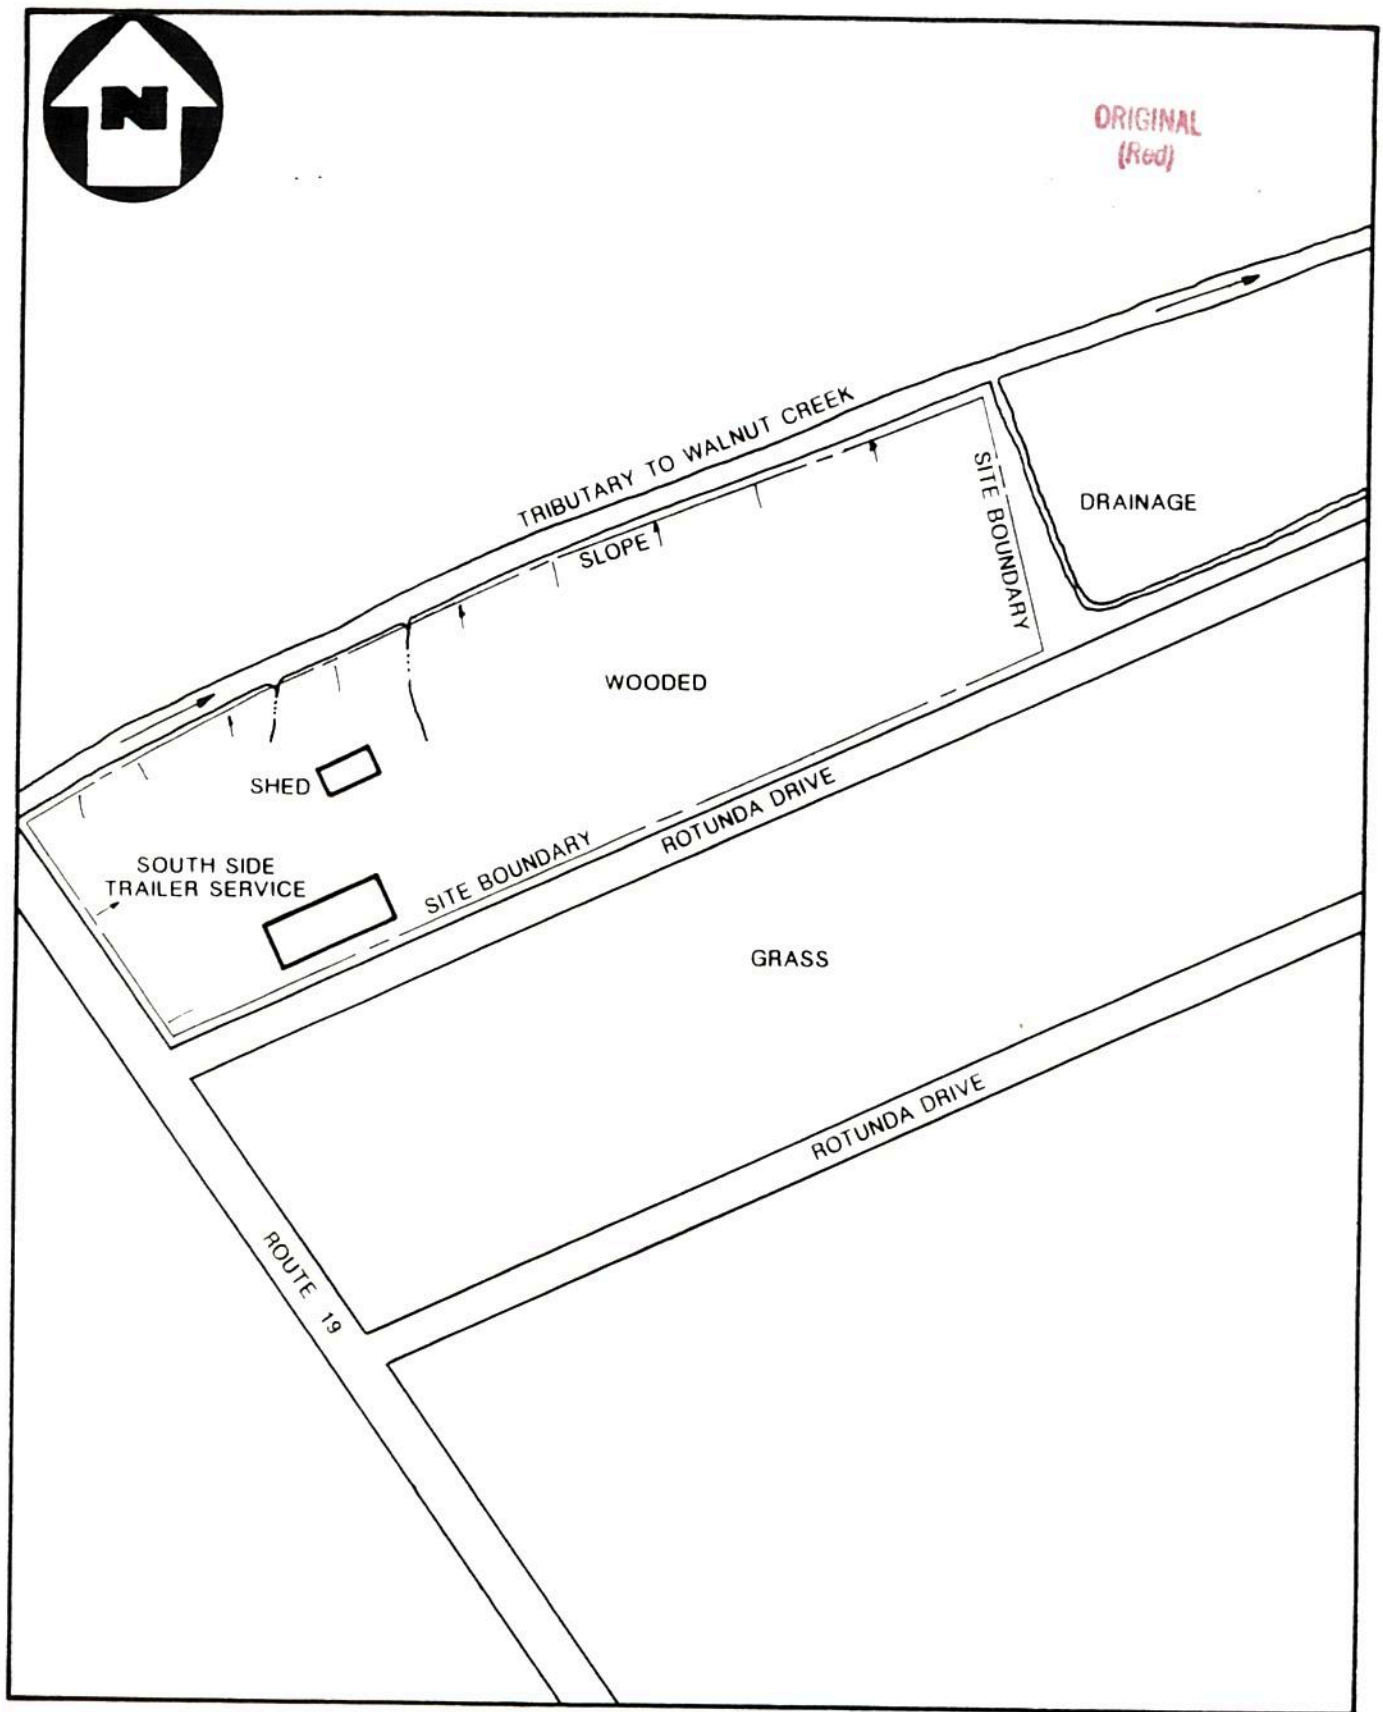 N
ORIGINAL
(Red)
TRIBUTARY TO WALNUT CREEK
SLOPE
SITE BOUNDARY
DRAINAGE
WOODED
SHED
ROTUNDA DRIVE
SOUTH SIDE
TRAILER SERVICE
SITE BOUNDARY
GRASS
ROTUNDA DRIVE
ROUTE 19